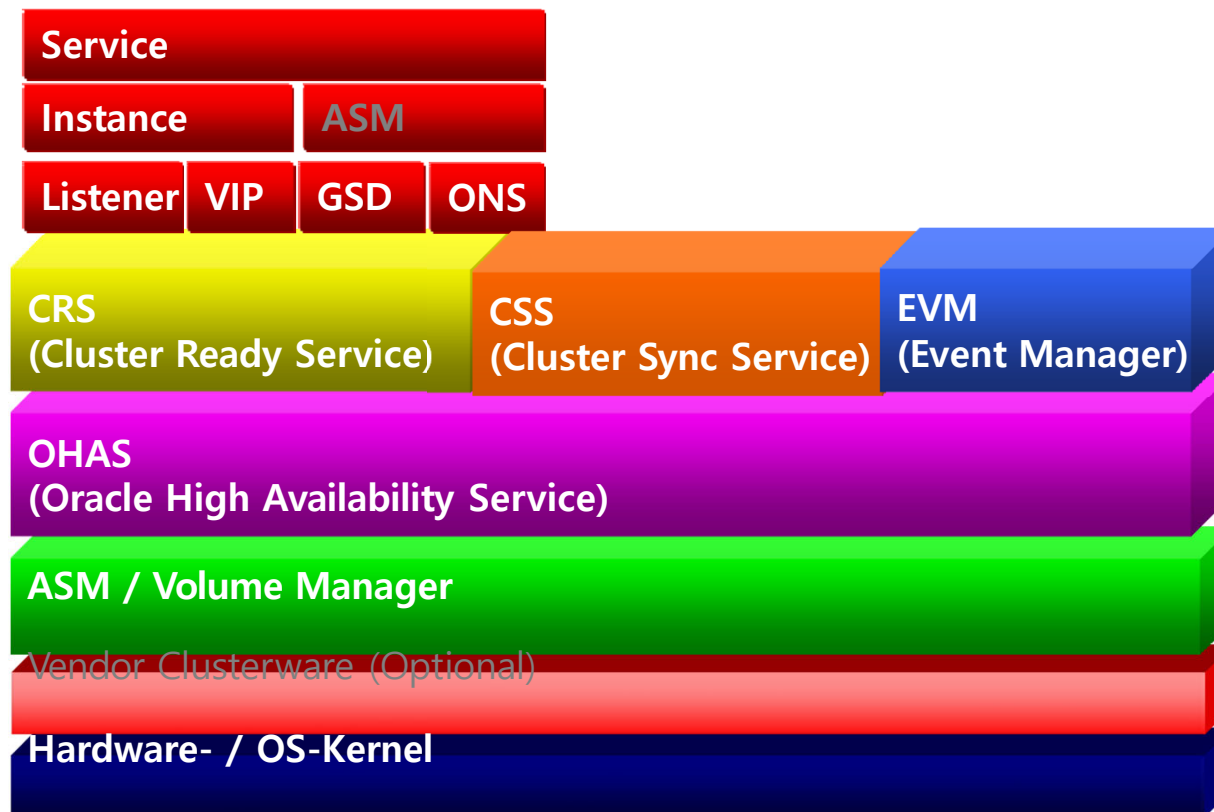 Service
Instance ASM
Listener VIP GSD ONS
CRS
(Cluster Ready Service)
CSS
(Cluster Sync Service)
EVM
(Event Manager)
OHAS
(Oracle High Availability Service)
ASM / Volume Manager
Vendor Clusterware (Optional)
Hardware- / OS-Kernel